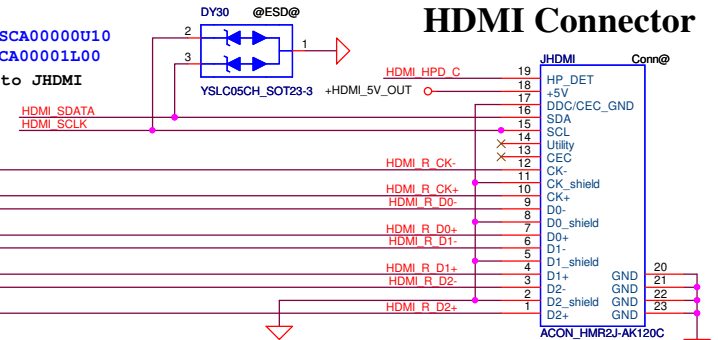 HDMI Connector
DY30 @ESD@
SCA00000U10
CA00001L00
to JHDMI
2
1
3
YSLC05CH_SOT23-3
+HDMI_5V_OUT
JHDMI Conn@
HDMI_HPD_C 19 HP_DET
18 +5V
17 DDC/CEC_GND
HDMI_SDATA 16 SDA
HDMI_SCLK 15 SCL
14 Utility
13 CEC
HDMI_R_CK- 12 CK-
11 CK_shield
HDMI_R_CK+ 10 CK+
HDMI_R_D0- 9 D0-
8 D0_shield
HDMI_R_D0+ 7 D0+
HDMI_R_D1- 6 D1-
5 D1_shield
HDMI_R_D1+ 4 D1+ GND 20
HDMI_R_D2- 3 D2- GND 21
2 D2_shield GND 22
HDMI_R_D2+ 1 D2+ GND 23
ACON_HMR2J-AK120C